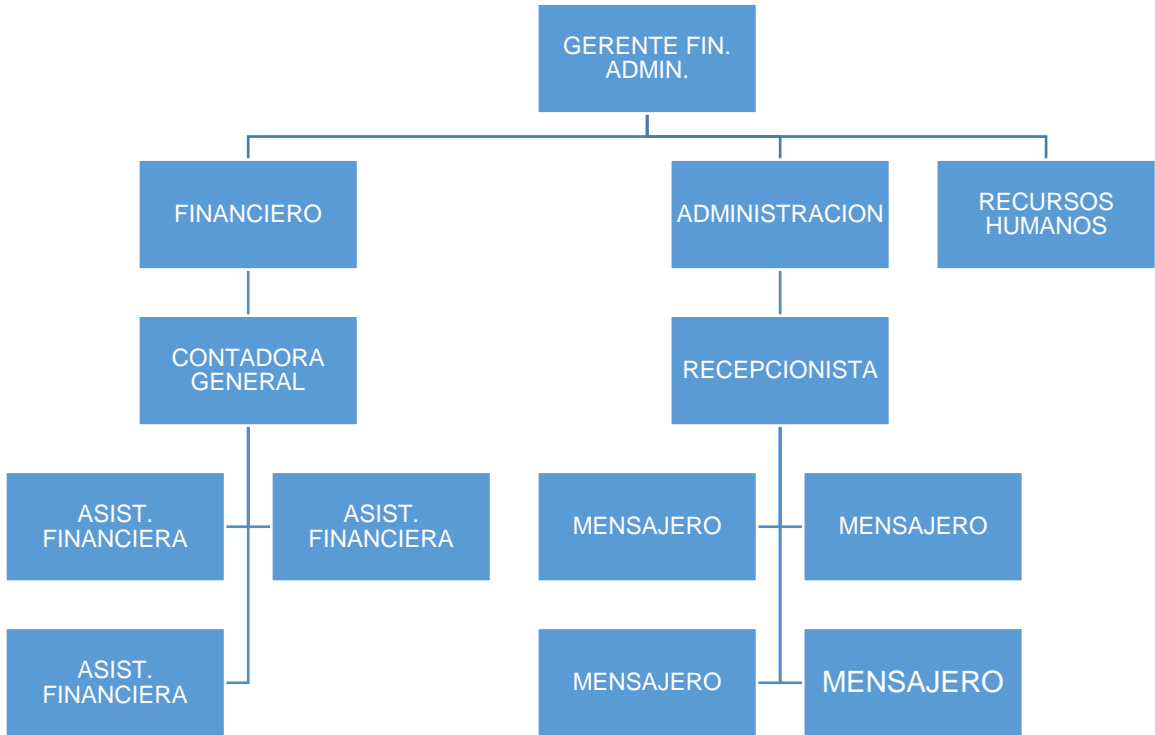 GERENTE FIN.
ADMIN.
FINANCIERO
ADMINISTRACION
RECURSOS
HUMANOS
CONTADORA
GENERAL
RECEPCIONISTA
ASIST.
FINANCIERA
ASIST.
FINANCIERA
MENSAJERO
MENSAJERO
ASIST.
FINANCIERA
MENSAJERO
MENSAJERO